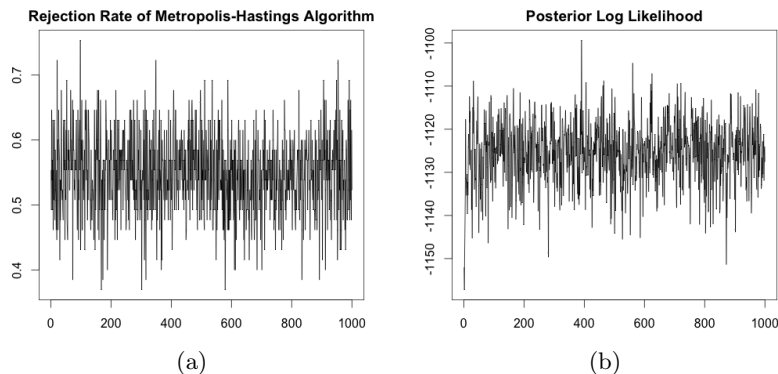 Rejection Rate of Metropolis-Hastings Algorithm
0.7
0.6
0.5
0.4
0 200 400 600 800 1000
(a)
Posterior Log Likelihood
-1100
-1110
-1120
-1130
-1140
-1150
0 200 400 600 800 1000
(b)